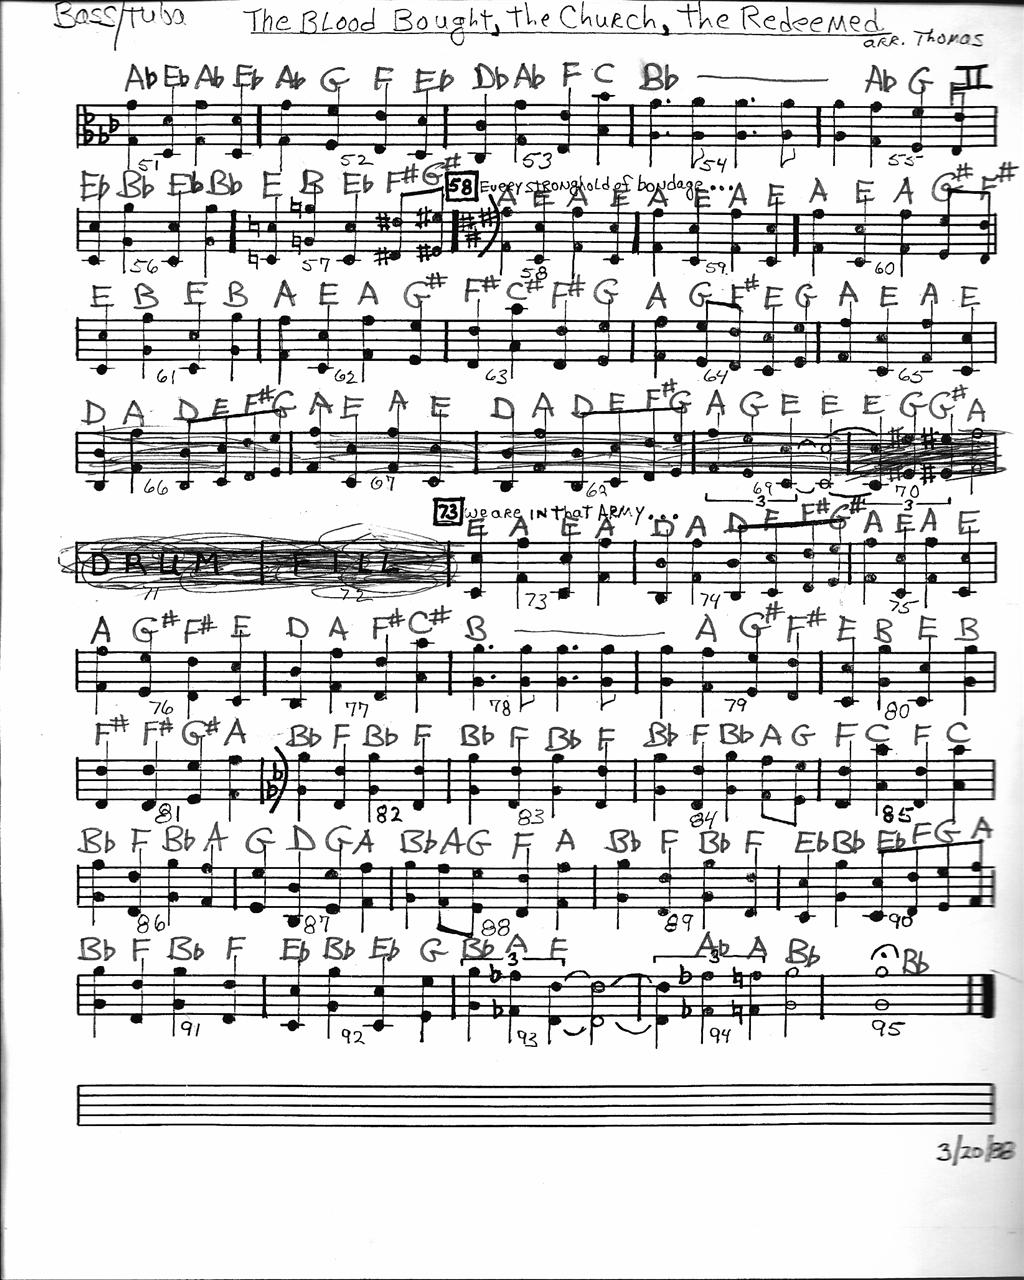 Bass/tuba The Blood Bought, the Church, the Redeemed
arr. Thomas
II
Ab Eb Ab Eb Ab G F Eb Db Ab F C Bb Ab G F
51 52 53 54 55
Eb Bb Eb Bb E B Eb F# G# 58 Every stronghold of bondage...
A E A E A E A E A E A G# F#
56 57 58 59 60
E B E B A E A G# F# C# F# G A G F# E G A E A E
61 62 63 64 65
D A D E F# G A E A E D A D E F# G A G E E E G G# A
66 67 68 69 70
3 3
73 We are in that Army...
DRUM FILL E A E A D A D E F# G# A E A E
71 72 73 74 75
A G# F# E D A F# C# B A G# F# E B E B
76 77 78 79 80
F# F# G# A Bb F Bb F Bb F Bb F Bb F Bb A G F C F C
81 82 83 84 85
Bb F Bb A G D G A Bb A G F A Bb F Bb F Eb Bb Eb F G A
86 87 88 89 90
Bb F Bb F Eb Bb Eb G Bb A F Ab A Bb Bb
3 3
91 92 93 94 95
3/20/88